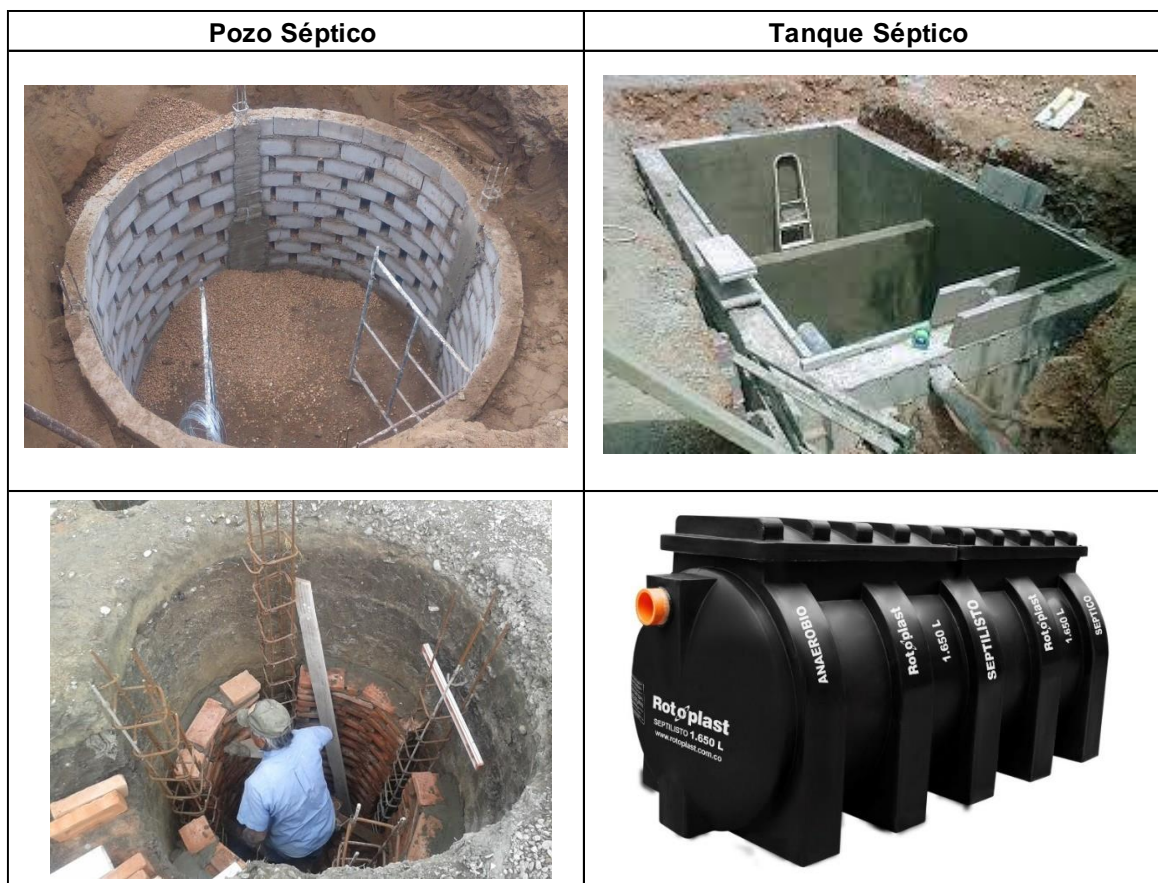 Pozo Séptico
Tanque Séptico
ANAEROBIO
Rotoplast
1.650 L
SEPTILISTO
Rotoplast
1.650 L
SEPTICO
Rotoplast
SEPTILISTO 1.650 L
www.rotoplast.com.co